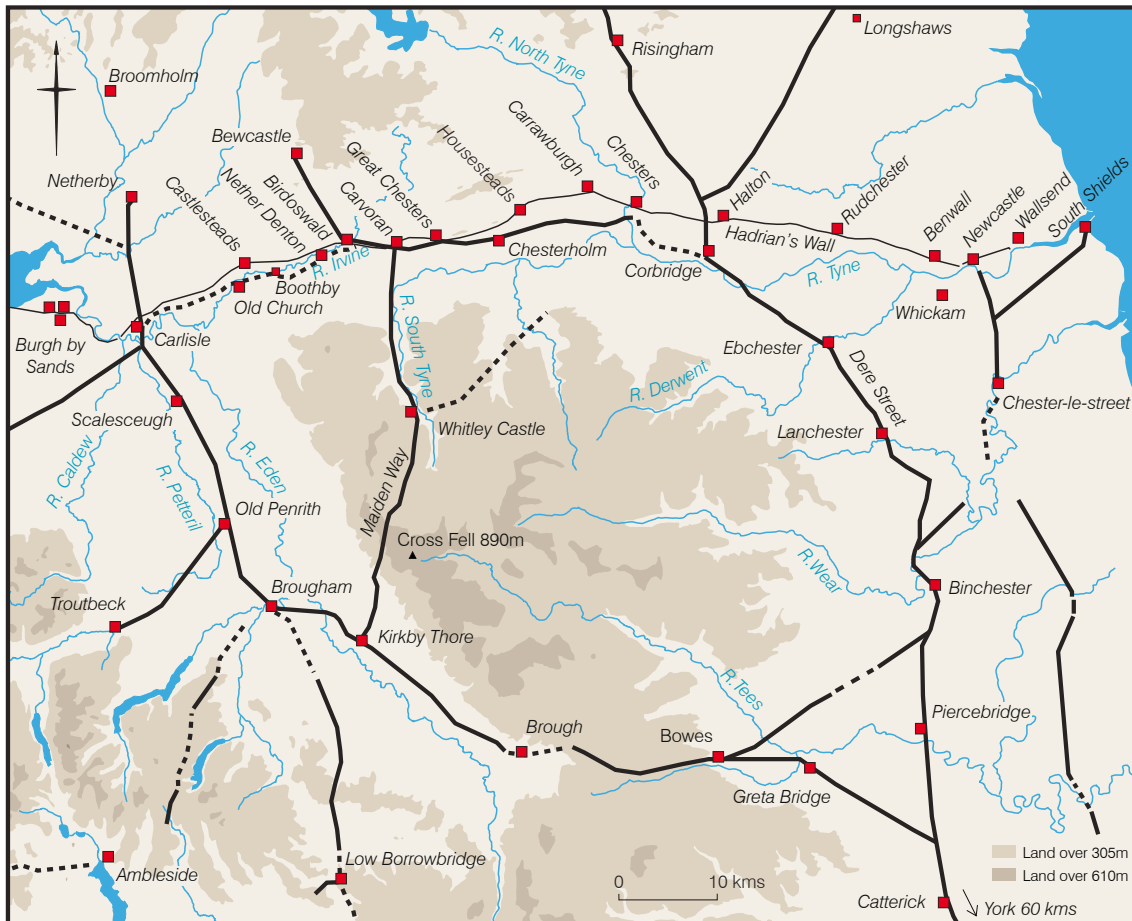 Longshaws
Risingham
R. North Tyne
Broomholm
Bewcastle
Netherby
Castlesteads
Nether Denton
Birdoswald
Carvoran
Great Chesters
Housesteads
Carrawburgh
Chesters
Halton
Rudchester
Benwall
Newcastle
Wallsend
South Shields
Hadrian's Wall
Chesterholm
Corbridge
R. Irvine
Boothby
Old Church
R. Tyne
Whickam
Burgh by
Sands
Carlisle
R. South Tyne
Ebchester
Dere Street
R. Derwent
Chester-le-street
Scalesceugh
Whitley Castle
Lanchester
R. Caldew
R. Petteril
R. Eden
Maiden Way
Old Penrith
Cross Fell 890m
R.Wear
Binchester
Brougham
Troutbeck
Kirkby Thore
R.Tees
Piercebridge
Brough
Bowes
Greta Bridge
Low Borrowbridge
Ambleside
0 10 kms
Land over 305m
Land over 610m
Catterick
York 60 kms